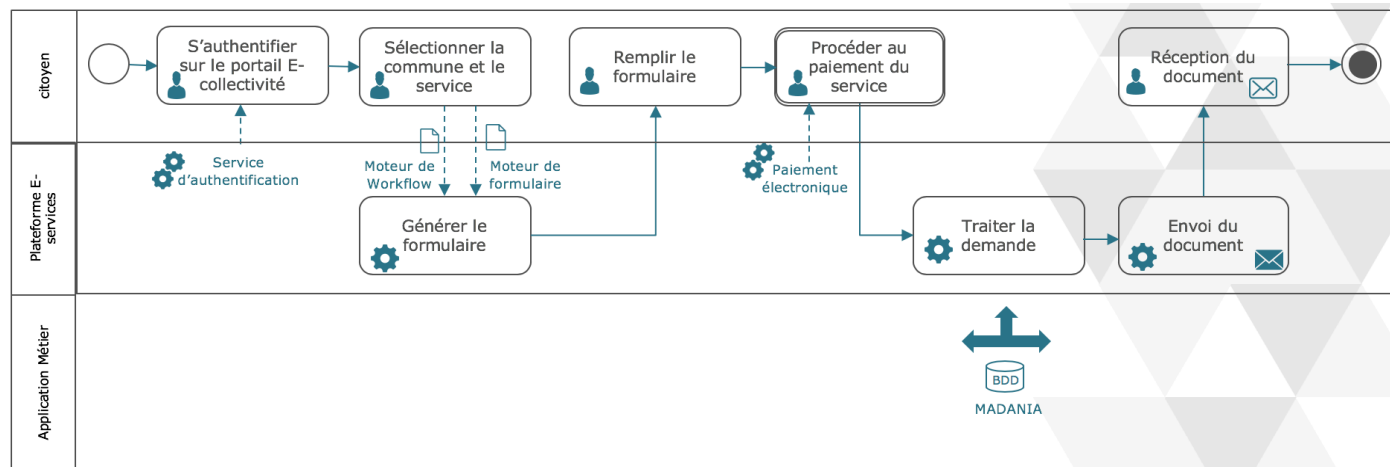 citoyen
S'authentifier
sur le portail E-
collectivité
Sélectionner la
commune et le
service
Remplir le
formulaire
Procéder au
paiement du
service
Réception du
document
Plateforme E-
services
Service
d'authentification
Moteur de
Workflow
Moteur de
formulaire
Paiement
électronique
Générer le
formulaire
Traiter la
demande
Envoi du
document
Application Métier
BDD
MADANIA